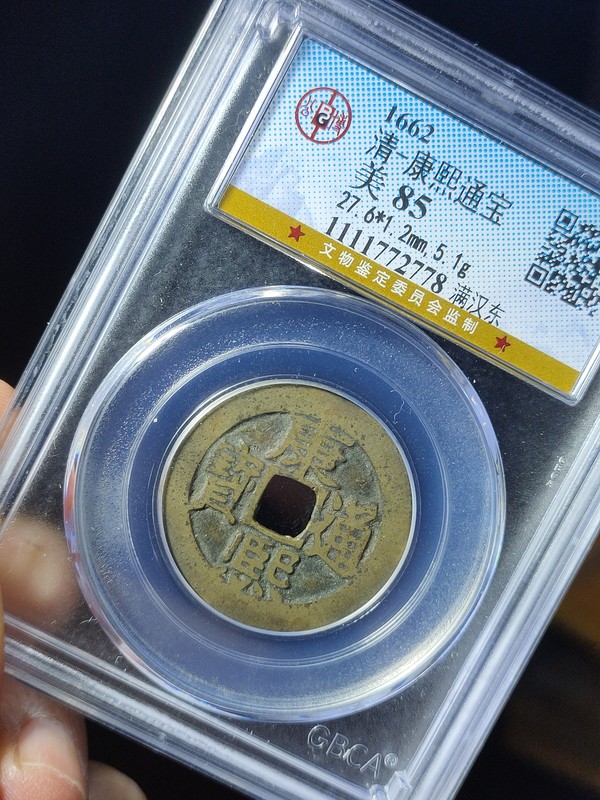 1662
清-康熙通宝
美 85
27.6*1.2mm,5.1g
1111772778 满汉东
文物鉴定委员会监制
康熙通寶
GBCA®